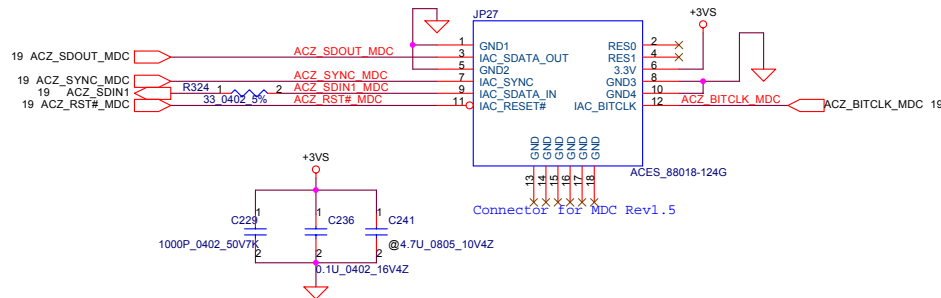 JP27
+3VS
1 GND1 RES0 2
19 ACZ_SDOUT_MDC ACZ_SDOUT_MDC 3 IAC_SDATA_OUT RES1 4
5 GND2 3.3V 6
19 ACZ_SYNC_MDC ACZ_SYNC_MDC 7 IAC_SYNC GND3 8
19 ACZ_SDIN1 R324 1 2 ACZ_SDIN1_MDC 9 IAC_SDATA_IN GND4 10
19 ACZ_RST#_MDC 33_0402_5% ACZ_RST#_MDC 11 IAC_RESET# IAC_BITCLK 12 ACZ_BITCLK_MDC ACZ_BITCLK_MDC 19
GND GND GND GND GND GND
13 14 15 16 17 18
ACES_88018-124G
Connector for MDC Rev1.5
+3VS
1 1 1
C229 C236 C241
1000P_0402_50V7K @4.7U_0805_10V4Z
2 2 2
0.1U_0402_16V4Z